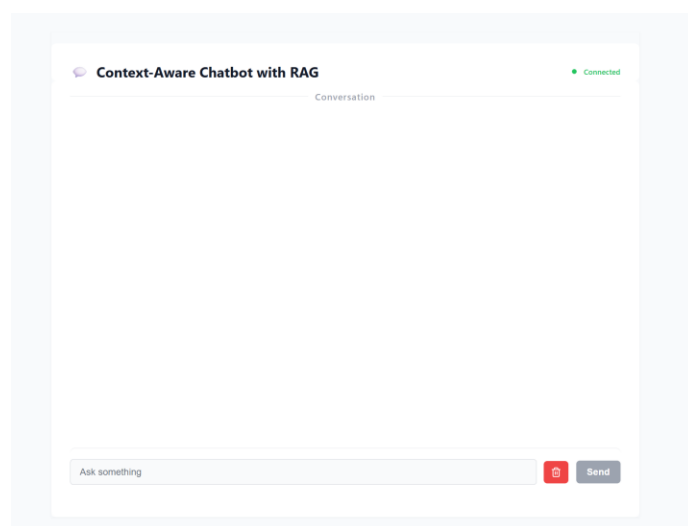 Context-Aware Chatbot with RAG
Connected
Conversation
Ask something
Send